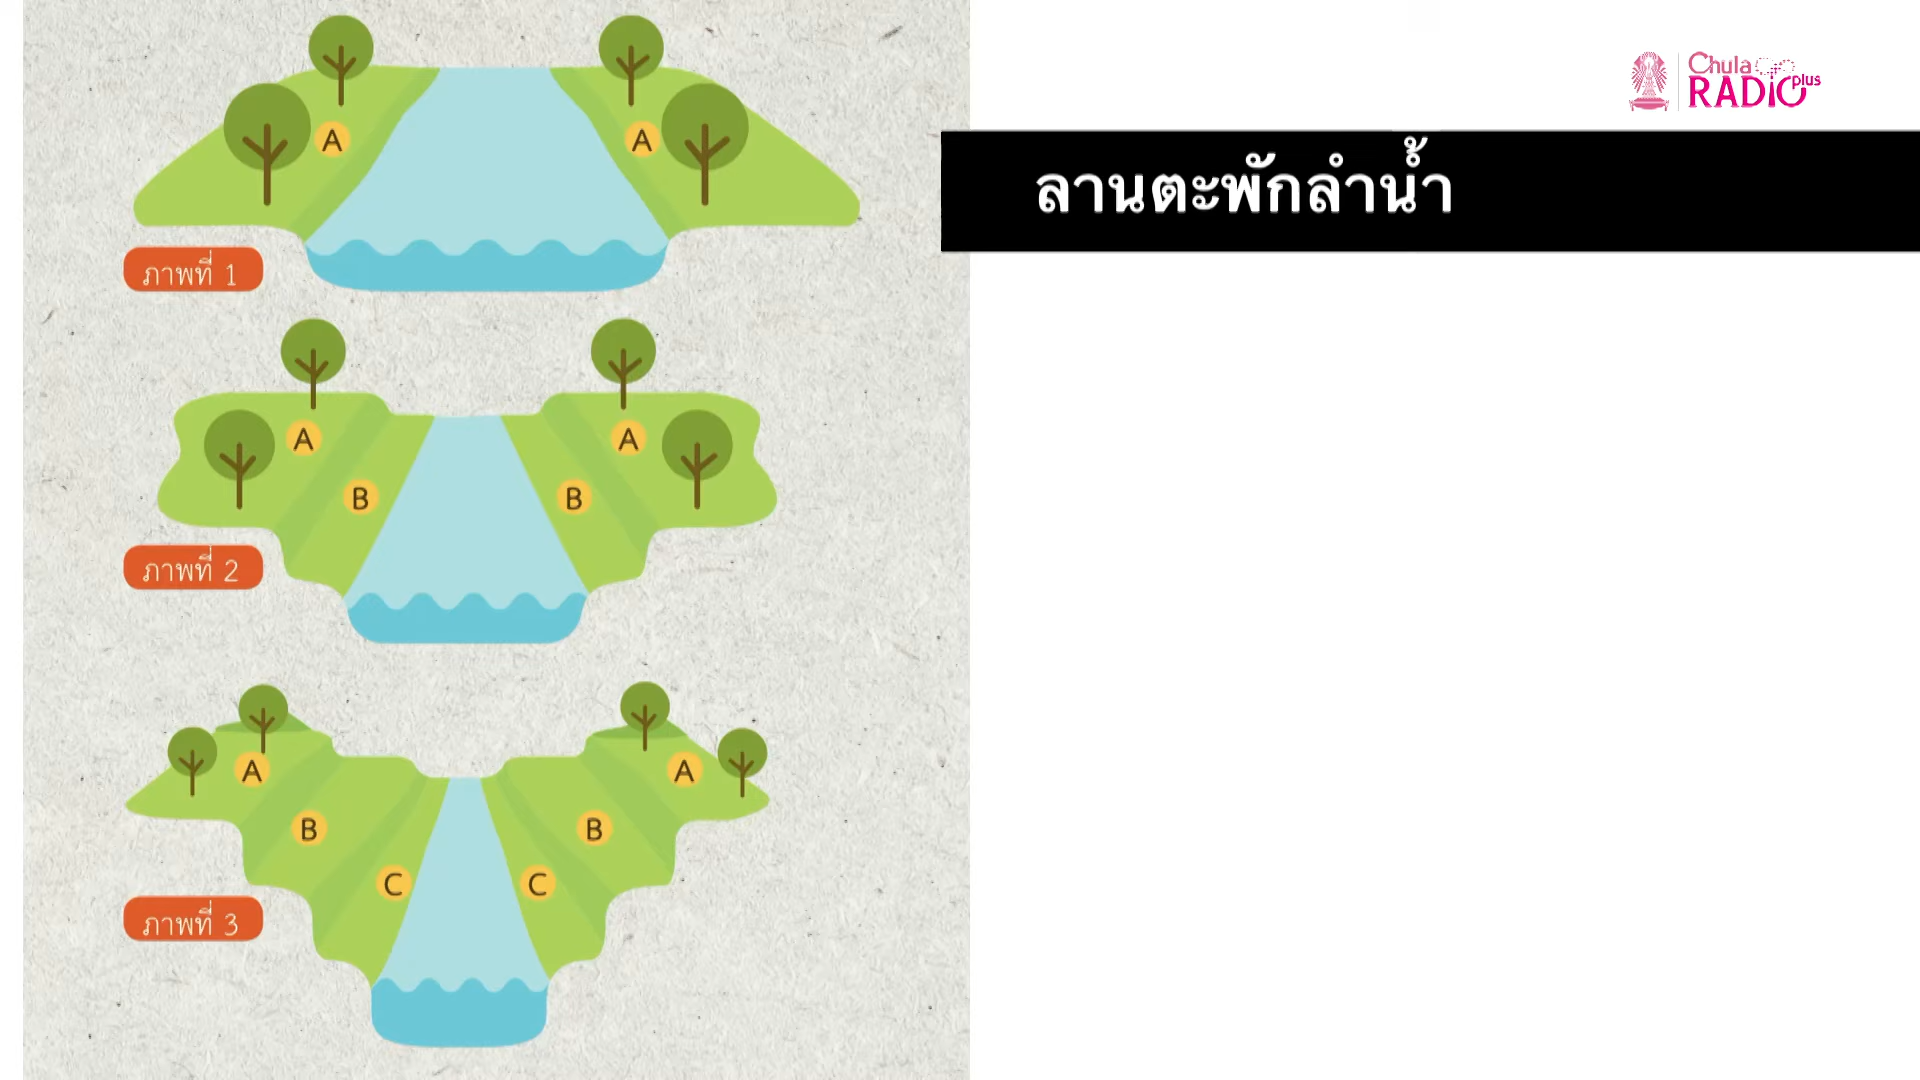 Chula
RADIO plus
ลานตะพักลำน้ำ
A A
ภาพที่ 1
A A
B B
ภาพที่ 2
A A
B B
C C
ภาพที่ 3